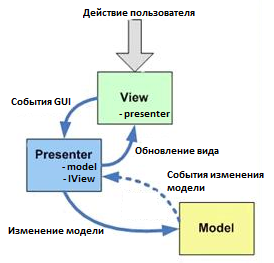 Действие пользователя
View
- presenter
События GUI
Presenter
- model
- IView
Обновление вида
События изменения
модели
Изменение модели
Model